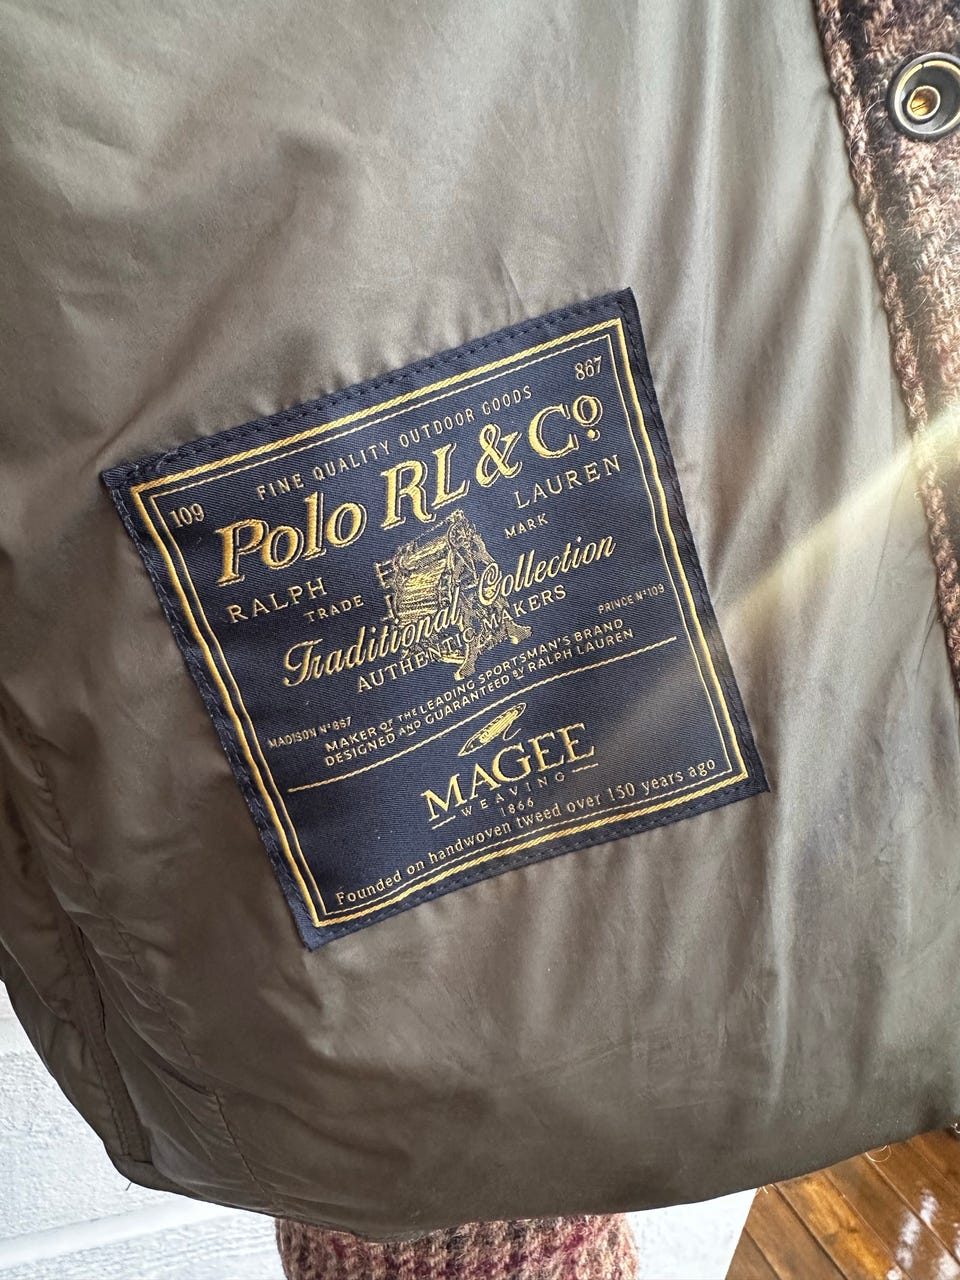 FINE QUALITY OUTDOOR GOODS
109 867
Polo RL & Co
RALPH LAUREN
TRADE MARK
Traditional Collection
AUTHENTIC MAKERS
MADISON Nº 867 PRINCE Nº 109
MAKER OF THE LEADING SPORTSMAN'S BRAND
DESIGNED AND GUARANTEED BY RALPH LAUREN
MAGEE
WEAVING
1866
Founded on handwoven tweed over 150 years ago